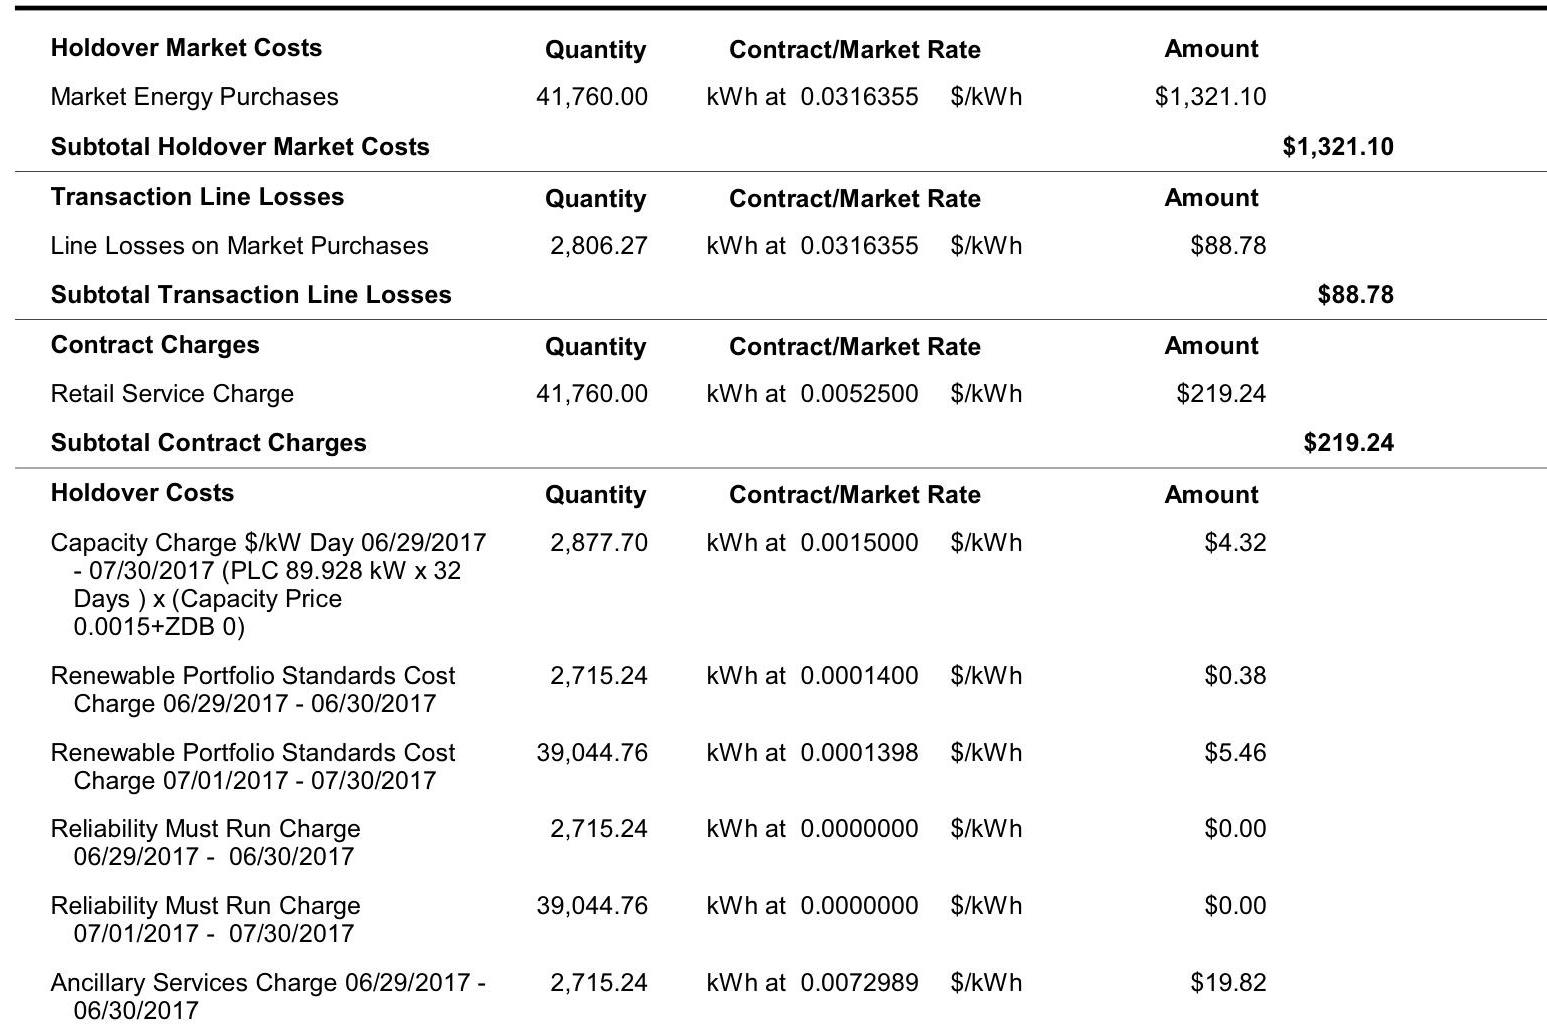 Holdover Market Costs Quantity Contract/Market Rate Amount
Market Energy Purchases 41,760.00 kWh at 0.0316355 $/kWh $1,321.10
Subtotal Holdover Market Costs $1,321.10
Transaction Line Losses Quantity Contract/Market Rate Amount
Line Losses on Market Purchases 2,806.27 kWh at 0.0316355 $/kWh $88.78
Subtotal Transaction Line Losses $88.78
Contract Charges Quantity Contract/Market Rate Amount
Retail Service Charge 41,760.00 kWh at 0.0052500 $/kWh $219.24
Subtotal Contract Charges $219.24
Holdover Costs Quantity Contract/Market Rate Amount
Capacity Charge $/kW Day 06/29/2017 2,877.70 kWh at 0.0015000 $/kWh $4.32
- 07/30/2017 (PLC 89.928 kW x 32
Days ) x (Capacity Price
0.0015+ZDB 0)
Renewable Portfolio Standards Cost 2,715.24 kWh at 0.0001400 $/kWh $0.38
Charge 06/29/2017 - 06/30/2017
Renewable Portfolio Standards Cost 39,044.76 kWh at 0.0001398 $/kWh $5.46
Charge 07/01/2017 - 07/30/2017
Reliability Must Run Charge 2,715.24 kWh at 0.0000000 $/kWh $0.00
06/29/2017 - 06/30/2017
Reliability Must Run Charge 39,044.76 kWh at 0.0000000 $/kWh $0.00
07/01/2017 - 07/30/2017
Ancillary Services Charge 06/29/2017 - 2,715.24 kWh at 0.0072989 $/kWh $19.82
06/30/2017